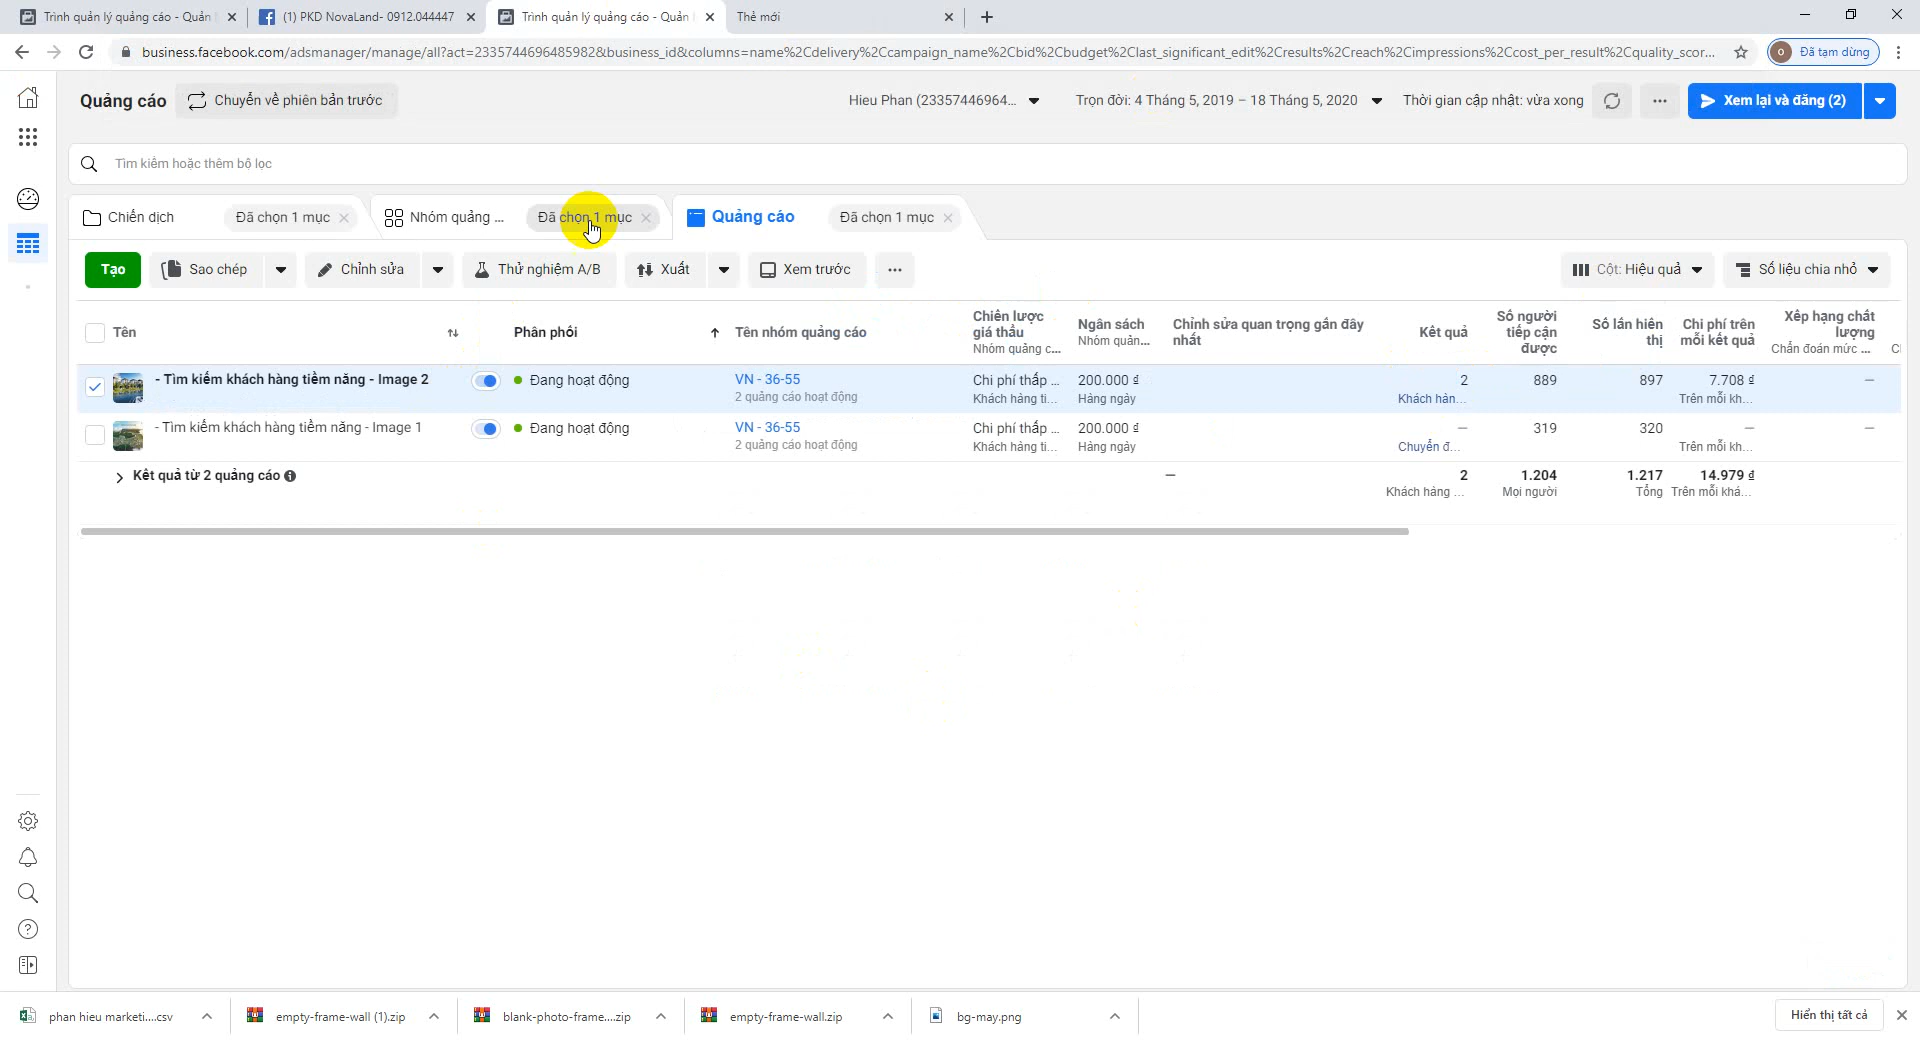 Trình quản lý quảng cáo - Quản
(1) PKD NovaLand- 0912.044447
Trình quản lý quảng cáo - Quản
Thẻ mới
business.facebook.com/adsmanager/manage/all?act=2335744696485982&business_id&columns=name%2Cdelivery%2Ccampaign_name%2Cbid%2Cbudget%2Clast_significant_edit%2Cresults%2Creach%2Cimpressions%2Ccost_per_result%2Cquality_scor...
O
Đã tạm dừng
Quảng cáo
Chuyển về phiên bản trước
Hieu Phan (23357446964...
Trọn đời: 4 Tháng 5, 2019 – 18 Tháng 5, 2020
Thời gian cập nhật: vừa xong
Xem lại và đăng (2)
Tìm kiếm hoặc thêm bộ lọc
Chiến dịch
Đã chọn 1 mục
Nhóm quảng ...
Đã chọn 1 mục
Quảng cáo
Đã chọn 1 mục
Tạo
Sao chép
Chỉnh sửa
Thử nghiệm A/B
Xuất
Xem trước
Cột: Hiệu quả
Số liệu chia nhỏ
Tên
Phân phối
Tên nhóm quảng cáo
Chiến lược giá thầu
Nhóm quảng c...
Ngân sách
Nhóm quản...
Chỉnh sửa quan trọng gần đây nhất
Kết quả
Số người tiếp cận được
Số lần hiển thị
Chi phí trên mỗi kết quả
Xếp hạng chất lượng
Chẩn đoán mức ...
- Tìm kiếm khách hàng tiềm năng - Image 2
Đang hoạt động
VN - 36-55
2 quảng cáo hoạt động
Chi phí thấp ...
Khách hàng ti...
200.000 ₫
Hàng ngày
2
Khách hàn...
889
897
7.708 ₫
Trên mỗi kh...
—
- Tìm kiếm khách hàng tiềm năng - Image 1
Đang hoạt động
VN - 36-55
2 quảng cáo hoạt động
Chi phí thấp ...
Khách hàng ti...
200.000 ₫
Hàng ngày
—
Chuyển đ...
319
320
—
Trên mỗi kh...
—
Kết quả từ 2 quảng cáo
—
2
Khách hàng ...
1.204
Mọi người
1.217
Tổng
14.979 ₫
Trên mỗi khá...
phan hieu marketi....csv
empty-frame-wall (1).zip
blank-photo-frame....zip
empty-frame-wall.zip
bg-may.png
Hiển thị tất cả